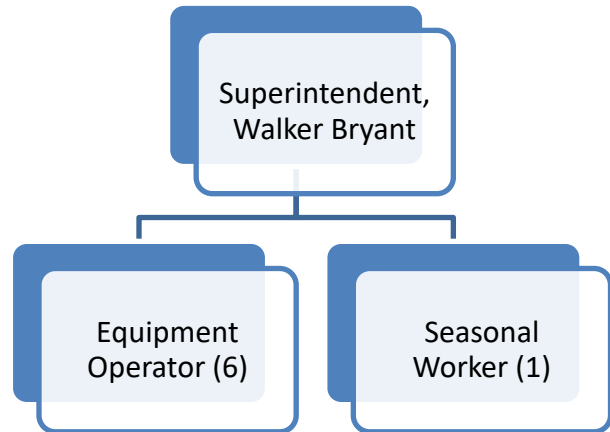 Superintendent,
Walker Bryant
Equipment
Operator (6)
Seasonal
Worker (1)